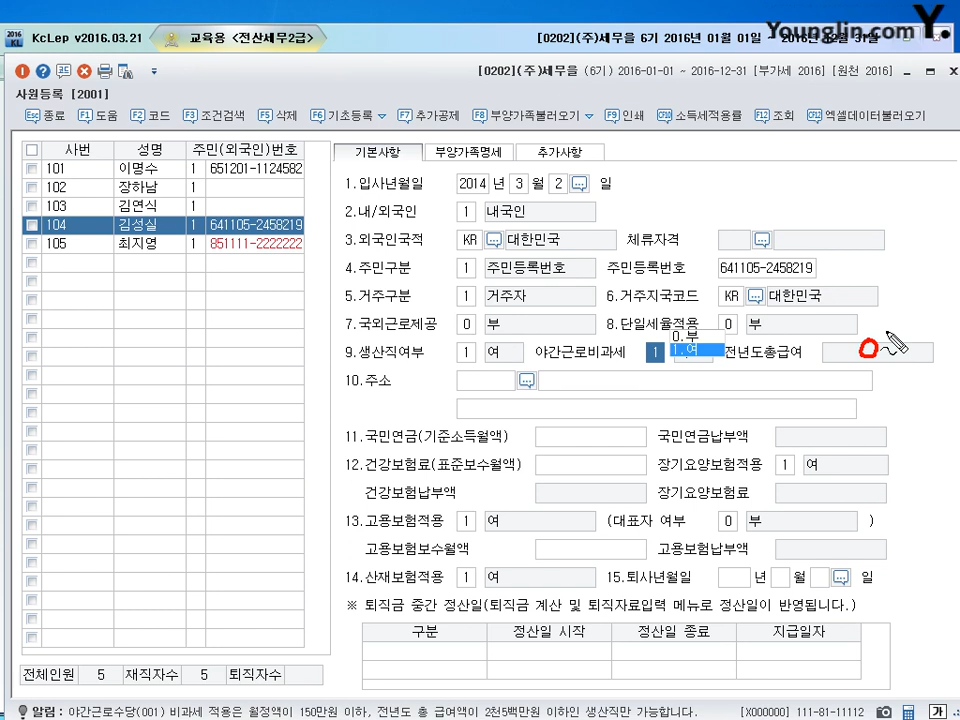 Younglin.com Y.
2016 KL KcLep v2016.03.21 교육용 <전산세무2급> [0202](주)세무을 6기 2016년 01월 01일 ~ 2016년 12월 31일
[0202](주)세무을 (6기) 2016-01-01 ~ 2016-12-31 [부가세 2016] [원천 2016]
사원등록 [2001]
Esc 종료 F1 도움 F2 코드 F3 조건검색 F5 삭제 F6 기초등록 F7 추가공제 F8 부양가족불러오기 F9 인쇄 CF10 소득세적용률 F12 조회 CF12 엑셀데이터불러오기
사번 성명 주민(외국인)번호
101 이명수 1 651201-1124582
102 장하남 1
103 김연식 1
104 김성실 1 641105-2458219
105 최지영 1 851111-2222222
전체인원 5 재직자수 5 퇴직자수
기본사항 부양가족명세 추가사항
1.입사년월일 2014 년 3 월 2 일
2.내/외국인 1 내국인
3.외국인국적 KR 대한민국 체류자격
4.주민구분 1 주민등록번호 주민등록번호 641105-2458219
5.거주구분 1 거주자 6.거주지국코드 KR 대한민국
7.국외근로제공 0 부 8.단일세율적용 0 부
0.부
1.여
9.생산직여부 1 여 야간근로비과세 1 전년도총급여
10.주소
11.국민연금(기준소득월액) 국민연금납부액
12.건강보험료(표준보수월액) 장기요양보험적용 1 여
건강보험납부액 장기요양보험료
13.고용보험적용 1 여 (대표자 여부 0 부 )
고용보험보수월액 고용보험납부액
14.산재보험적용 1 여 15.퇴사년월일 년 월 일
※ 퇴직금 중간 정산일(퇴직금 계산 및 퇴직자료입력 메뉴로 정산일이 반영됩니다.)
구분 정산일 시작 정산일 종료 지급일자
알림 : 야간근로수당(001) 비과세 적용은 월정액이 150만원 이하, 전년도 총 급여액이 2천5백만원 이하인 생산직만 가능합니다. [X000000] 111-81-11112 가